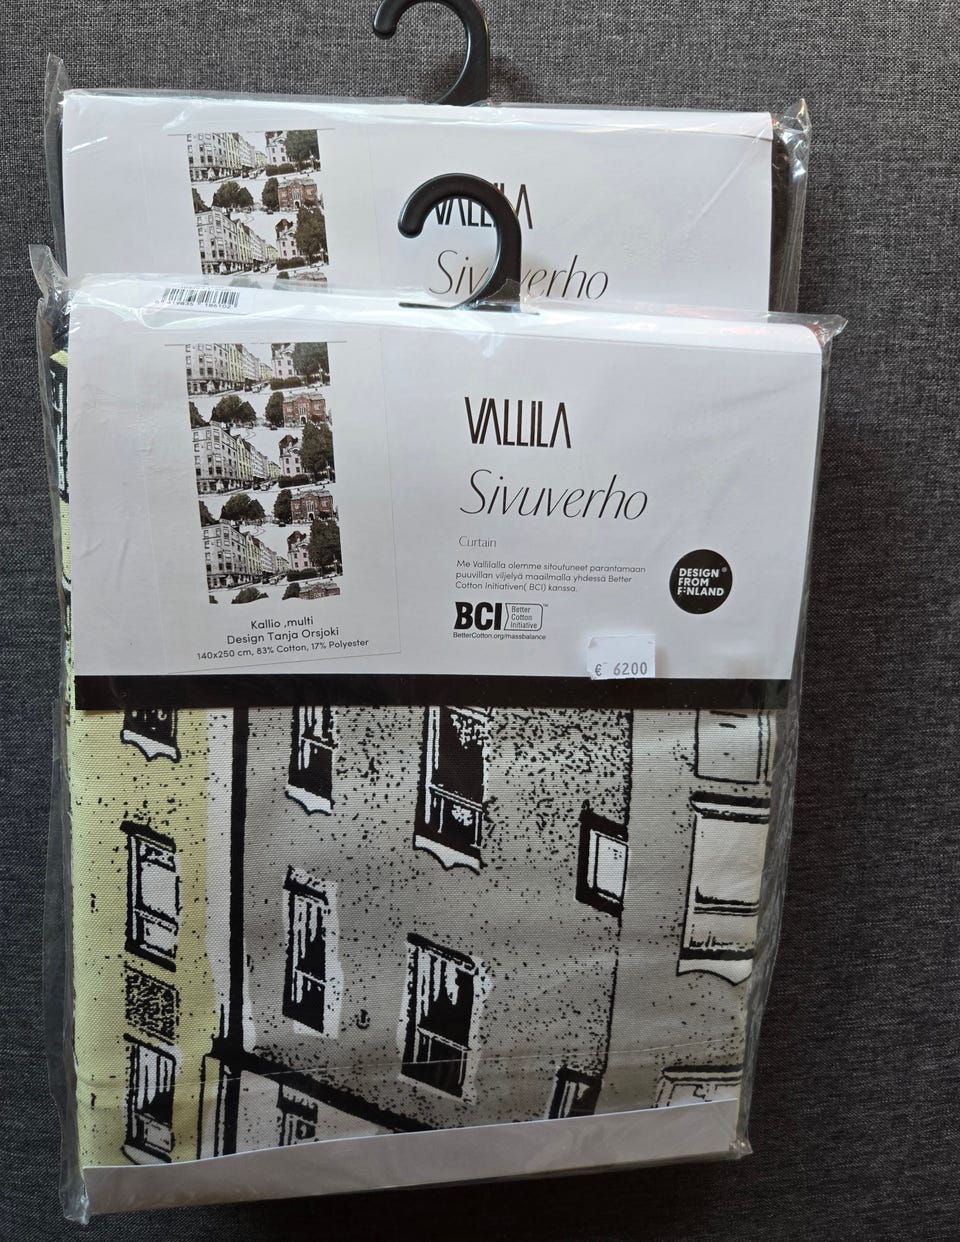 VALLILA
Sivuverho
VALLILA
Sivuverho
Curtain
Me Vallilalla olemme sitoutuneet parantamaan
puuvillan viljelyä maailmalla yhdessä Better
Cotton Initiativen( BCI) kanssa.
BCI Better
Cotton
Initiative ™
BetterCotton.org/massbalance
DESIGN ®
FROM
FINLAND
Kallio ,multi
Design Tanja Orsjoki
140x250 cm, 83% Cotton, 17% Polyester
€ 6200